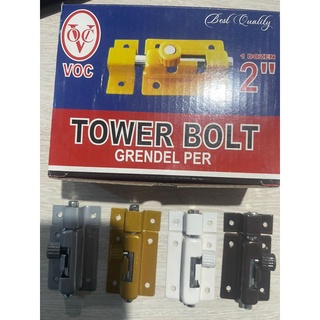 Best Quality
VOC
VOC
1 DOZEN
2"
TOWER BOLT
GRENDEL PER